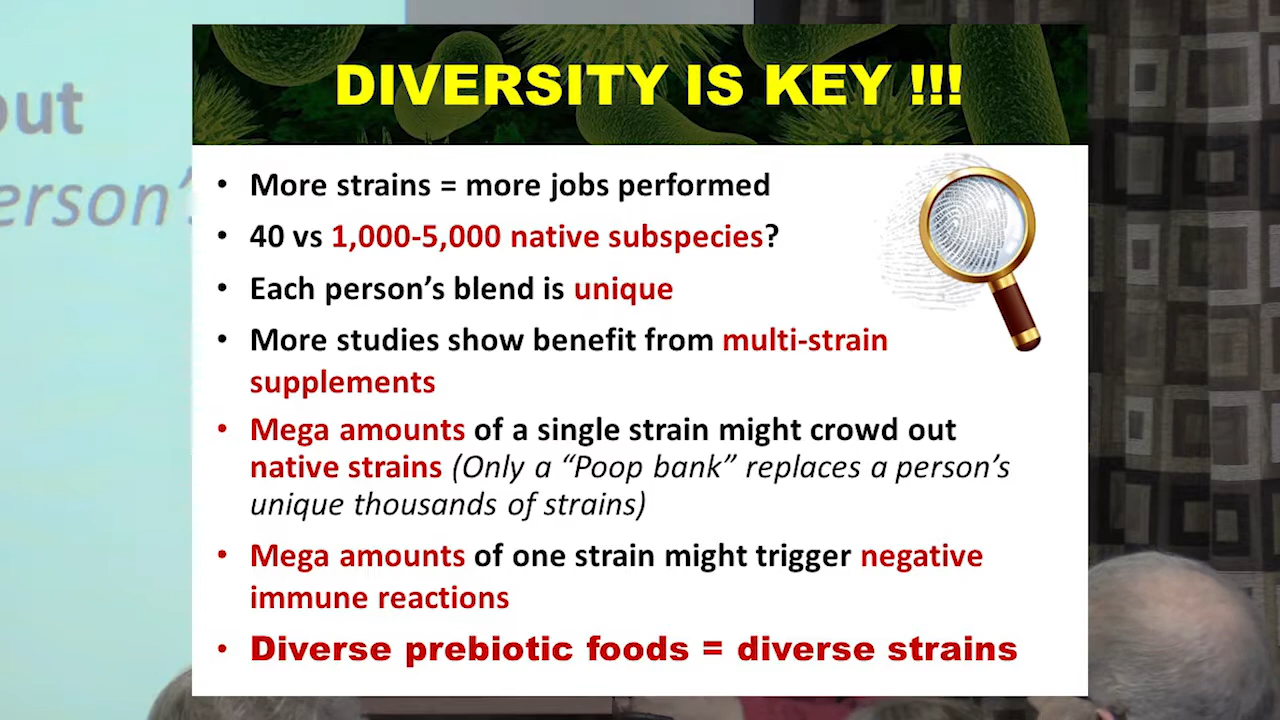 DIVERSITY IS KEY !!!
• More strains = more jobs performed
• 40 vs 1,000-5,000 native subspecies?
• Each person’s blend is unique
• More studies show benefit from multi-strain
supplements
• Mega amounts of a single strain might crowd out
native strains (Only a “Poop bank” replaces a person’s
unique thousands of strains)
• Mega amounts of one strain might trigger negative
immune reactions
• Diverse prebiotic foods = diverse strains